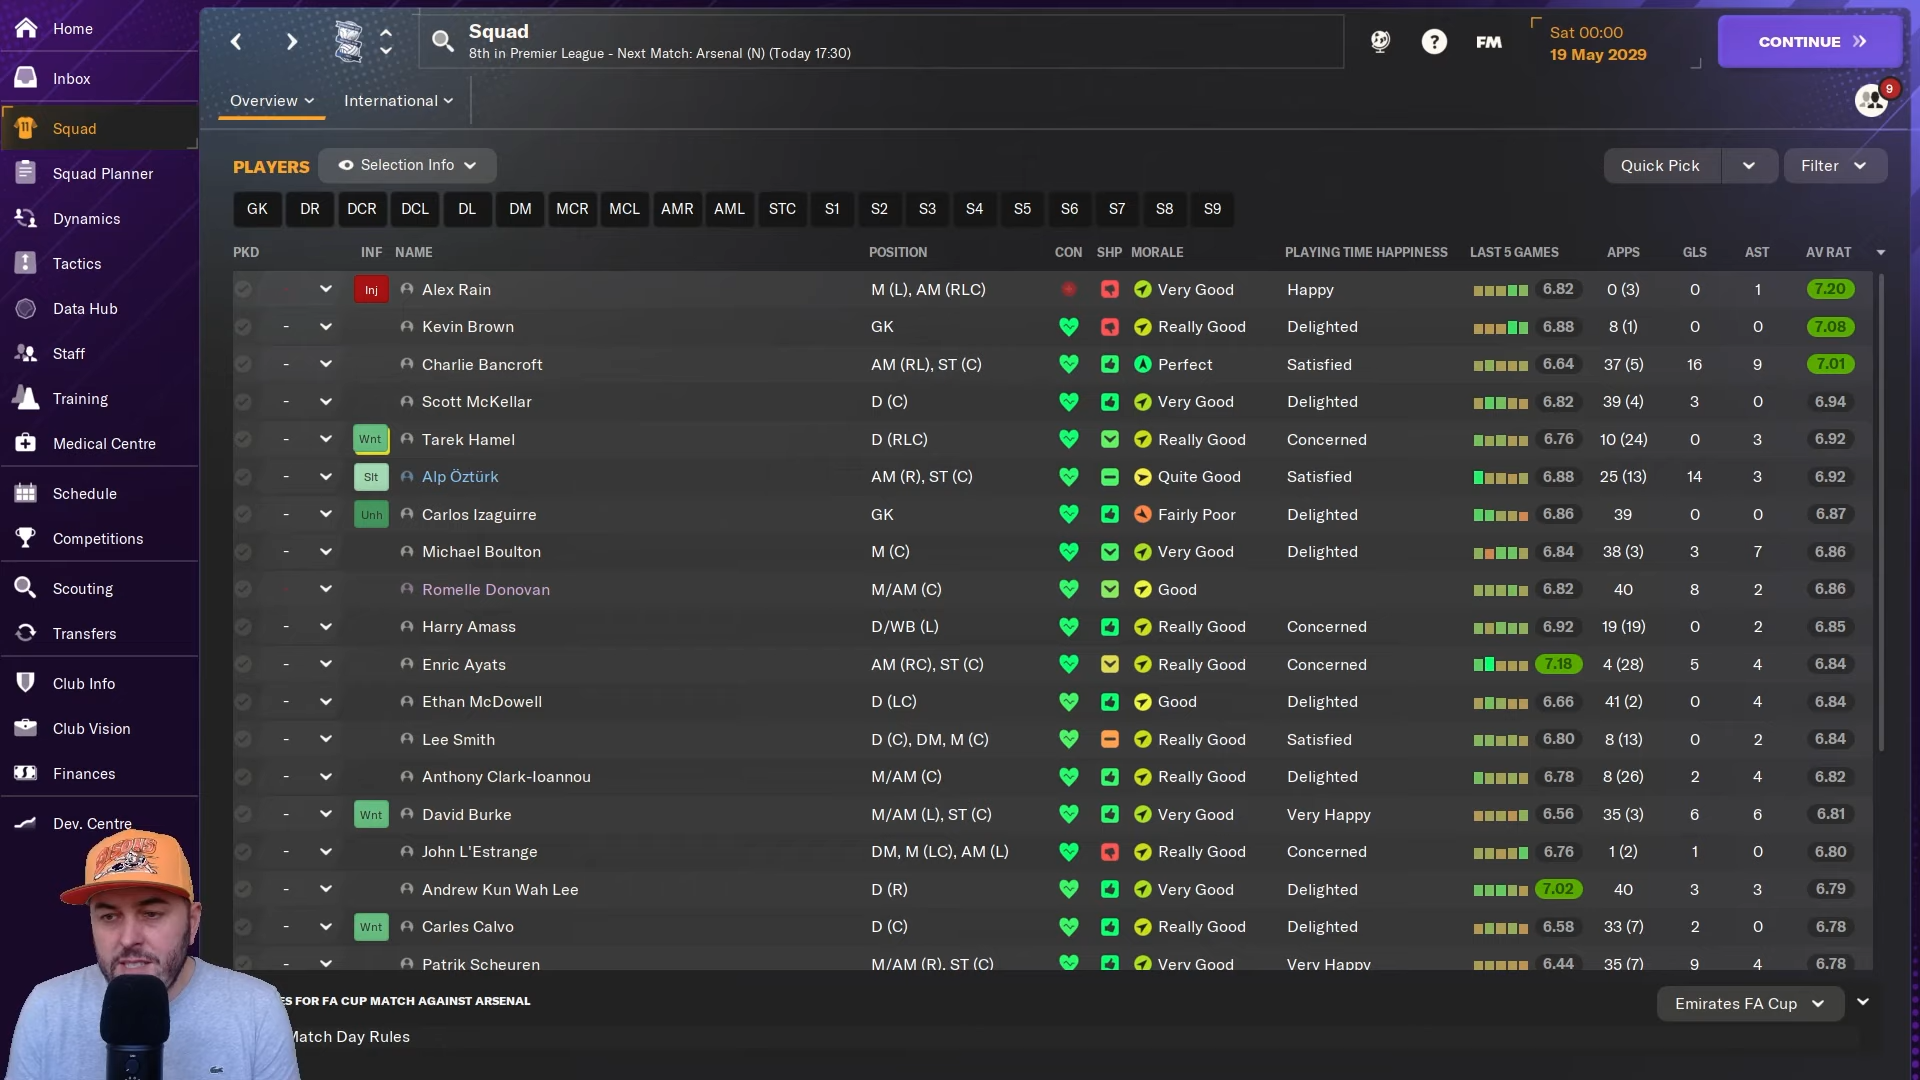 Home
Inbox
Squad
Squad Planner
Dynamics
Tactics
Data Hub
Staff
Training
Medical Centre
Schedule
Competitions
Scouting
Transfers
Club Info
Club Vision
Finances
Dev. Centre
Squad
8th in Premier League - Next Match: Arsenal (N) (Today 17:30)
? FM
Sat 00:00
19 May 2029
CONTINUE
9
Overview International
PLAYERS Selection Info Quick Pick Filter
GK DR DCR DCL DL DM MCR MCL AMR AML STC S1 S2 S3 S4 S5 S6 S7 S8 S9
PKD INF NAME POSITION CON SHP MORALE PLAYING TIME HAPPINESS LAST 5 GAMES APPS GLS AST AV RAT
Inj Alex Rain M (L), AM (RLC) Very Good Happy 6.82 0 (3) 0 1 7.20
- Kevin Brown GK Really Good Delighted 6.88 8 (1) 0 0 7.08
- Charlie Bancroft AM (RL), ST (C) Perfect Satisfied 6.64 37 (5) 16 9 7.01
- Scott McKellar D (C) Very Good Delighted 6.82 39 (4) 3 0 6.94
- Wnt Tarek Hamel D (RLC) Really Good Concerned 6.76 10 (24) 0 3 6.92
- Slt Alp Öztürk AM (R), ST (C) Quite Good Satisfied 6.88 25 (13) 14 3 6.92
- Unh Carlos Izaguirre GK Fairly Poor Delighted 6.86 39 0 0 6.87
- Michael Boulton M (C) Very Good Delighted 6.84 38 (3) 3 7 6.86
Romelle Donovan M/AM (C) Good 6.82 40 8 2 6.86
- Harry Amass D/WB (L) Really Good Concerned 6.92 19 (19) 0 2 6.85
- Enric Ayats AM (RC), ST (C) Really Good Concerned 7.18 4 (28) 5 4 6.84
- Ethan McDowell D (LC) Good Delighted 6.66 41 (2) 0 4 6.84
- Lee Smith D (C), DM, M (C) Really Good Satisfied 6.80 8 (13) 0 2 6.84
- Anthony Clark-Ioannou M/AM (C) Really Good Delighted 6.78 8 (26) 2 4 6.82
- Wnt David Burke M/AM (L), ST (C) Very Good Very Happy 6.56 35 (3) 6 6 6.81
- John L'Estrange DM, M (LC), AM (L) Really Good Concerned 6.76 1 (2) 1 0 6.80
- Andrew Kun Wah Lee D (R) Very Good Delighted 7.02 40 3 3 6.79
- Wnt Carles Calvo D (C) Really Good Delighted 6.58 33 (7) 2 0 6.78
- Patrik Scheuren M/AM (R), ST (C) Very Good Very Happy 6.44 35 (7) 9 4 6.78
ES FOR FA CUP MATCH AGAINST ARSENAL
Emirates FA Cup
Match Day Rules